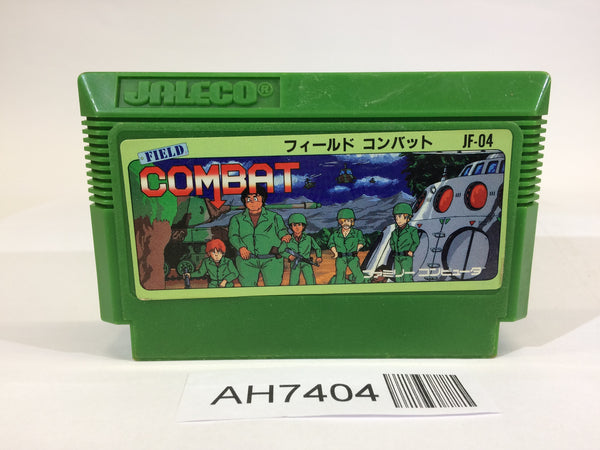 JALECO®
フィールド コンバット JF-04
FIELD
COMBAT
ファミリーコンピュータ
AH7404